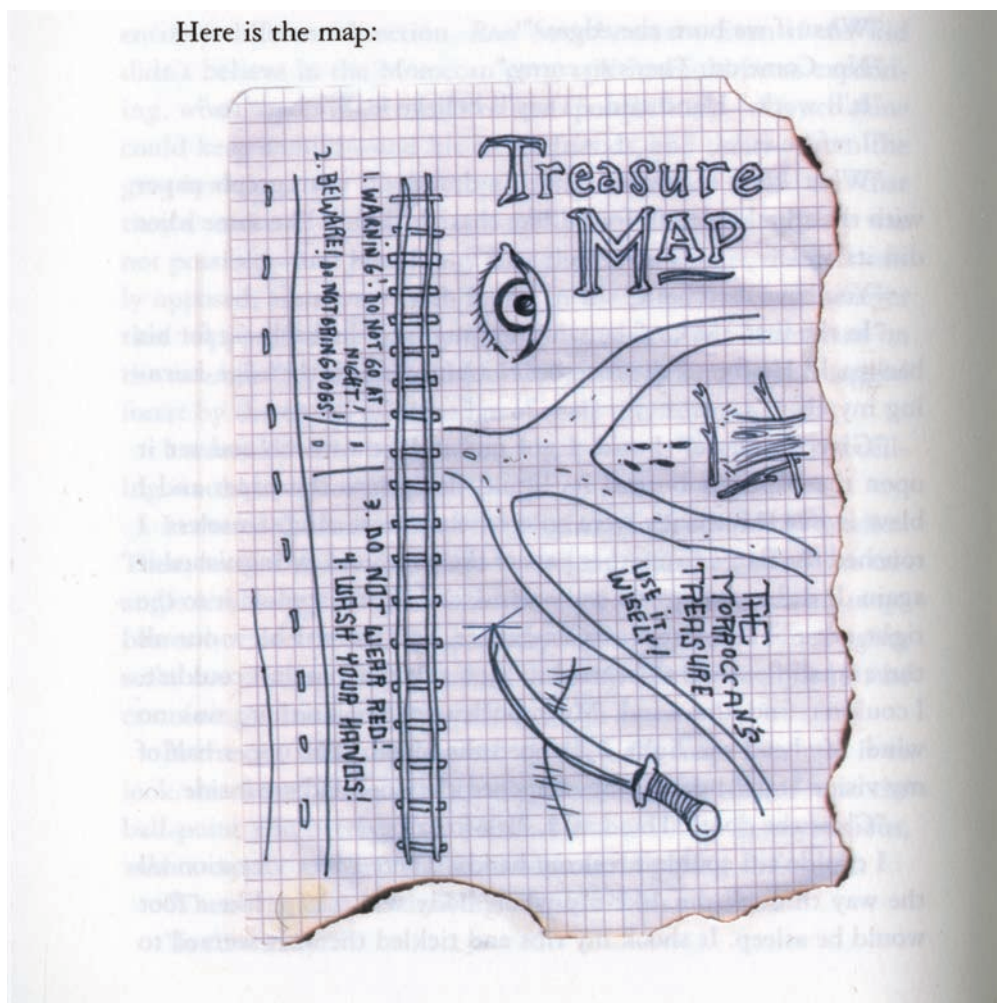 Here is the map:
Treasure
MAP
THE
MOROCCAN'S
TREASURE
USE IT
WISELY!
1. WARNING: DO NOT GO AT
NIGHT!
2. BEWARE! DO NOT BRING DOGS!
3. DO NOT WEAR RED
4. WASH YOUR HANDS!